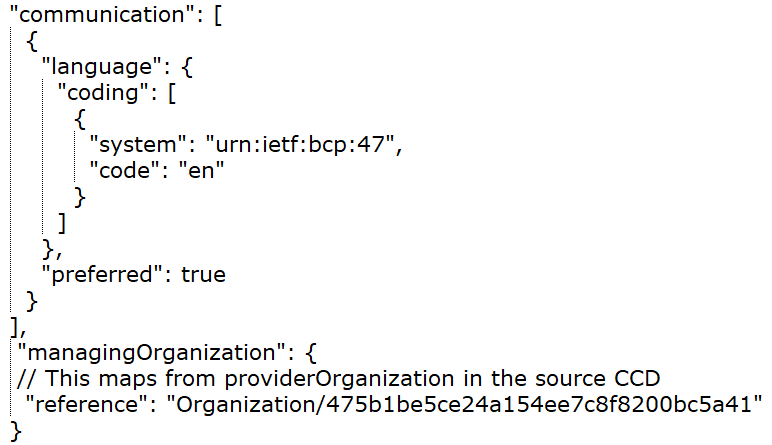 "communication": [
{
"language": {
"coding": [
{
"system": "urn:ietf:bcp:47",
"code": "en"
}
]
},
"preferred": true
}
],
"managingOrganization": {
// This maps from providerOrganization in the source CCD
"reference": "Organization/475b1be5ce24a154ee7c8f8200bc5a41"
}